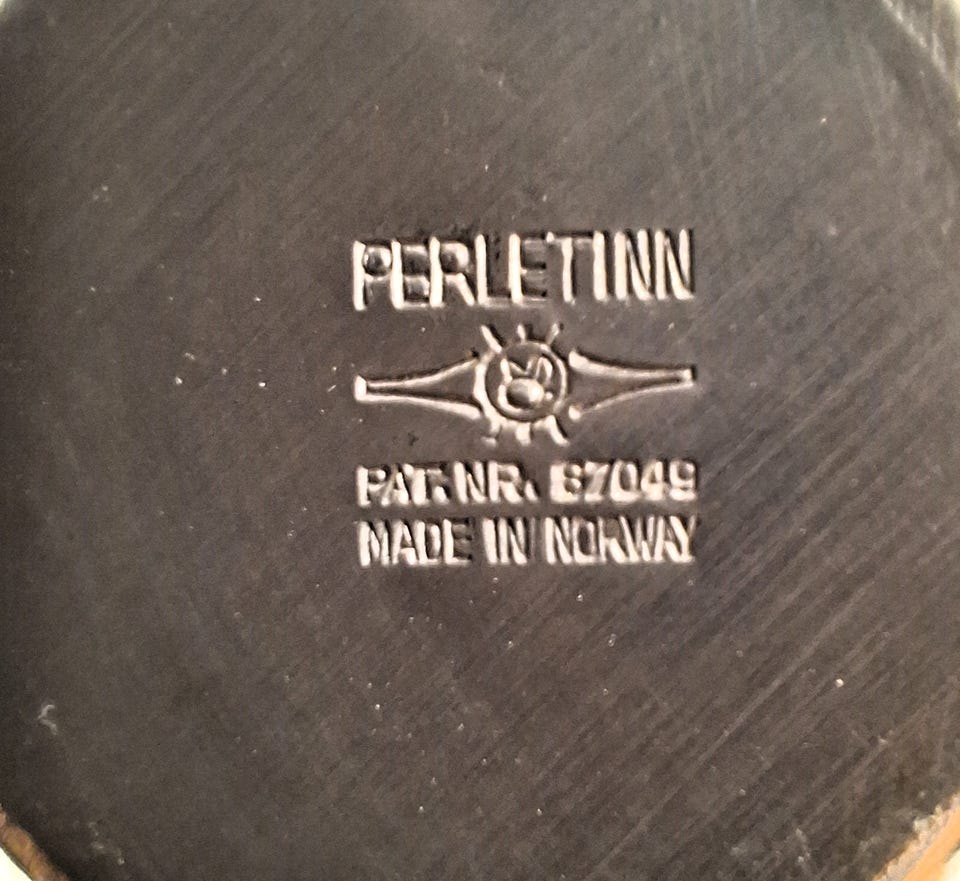 PERLETINN
PAT. NR. 67049
MADE IN NORWAY